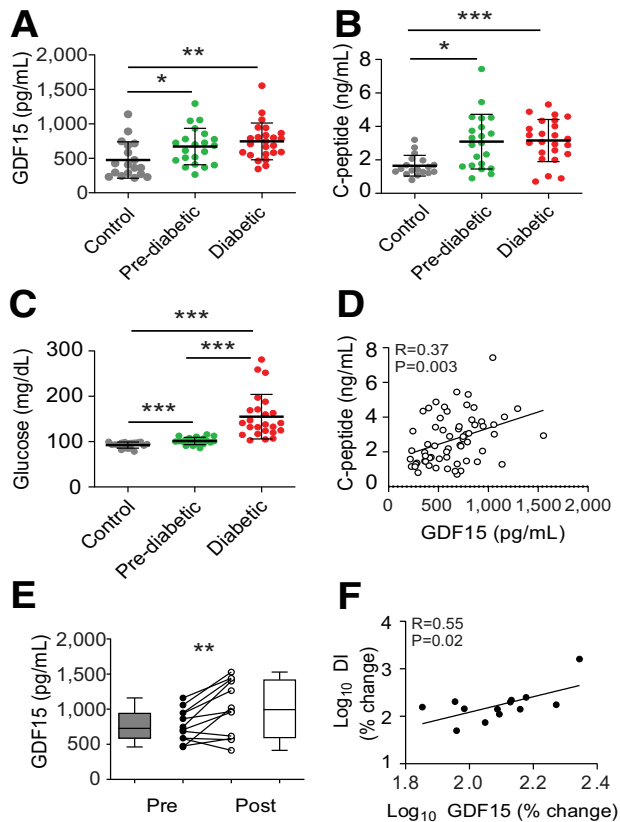 A
GDF15 (pg/mL)
2,000
1,500
1,000
500
0
**
*
Control
Pre-diabetic
Diabetic
B
C-peptide (ng/mL)
8
6
4
2
0
***
*
Control
Pre-diabetic
Diabetic
C
Glucose (mg/dL)
300
200
100
0
***
***
***
Control
Pre-diabetic
Diabetic
D
C-peptide (ng/mL)
R=0.37
P=0.003
8
6
4
2
0
0 500 1,000 1,500 2,000
GDF15 (pg/mL)
E
GDF15 (pg/mL)
2,000
1,500
1,000
500
0
**
Pre Post
F
Log10 DI
(% change)
R=0.55
P=0.02
4
3
2
1
1.8 2.0 2.2 2.4
Log10 GDF15 (% change)